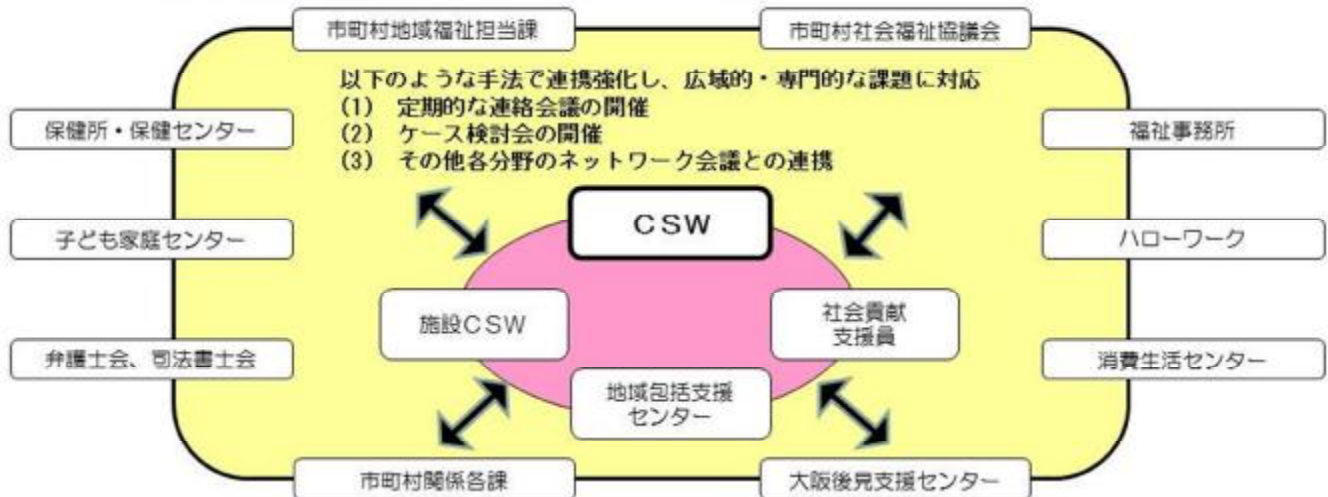 市町村地域福祉担当課
市町村社会福祉協議会
以下のような手法で連携強化し、広域的・専門的な課題に対応
(1) 定期的な連絡会議の開催
(2) ケース検討会の開催
(3) その他各分野のネットワーク会議との連携
保健所・保健センター
福祉事務所
CSW
子ども家庭センター
ハローワーク
施設CSW
社会貢献
支援員
弁護士会、司法書士会
消費生活センター
地域包括支援
センター
市町村関係各課
大阪後見支援センター